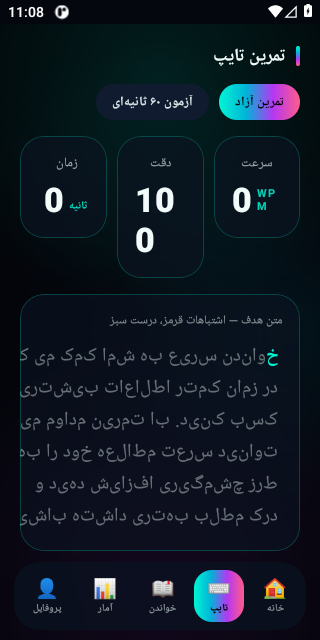 11:08
تمرین تایپ
تمرین آزاد
آزمون ۶۰ ثانیه‌ای
سرعت
0 WPM
دقت
100
زمان
0 ثانیه
متن هدف — اشتباهات قرمز، درست سبز
خواندن سریع به شما کمک می ک
در زمان کمتر اطلاعات بیشتری
کسب کنید. با تمرین مداوم می
توانید سرعت مطالعه خود را به
طرز چشمگیری افزایش دهید و
درک مطلب بهتری داشته باشی
خانه
تایپ
خواندن
آمار
پروفایل